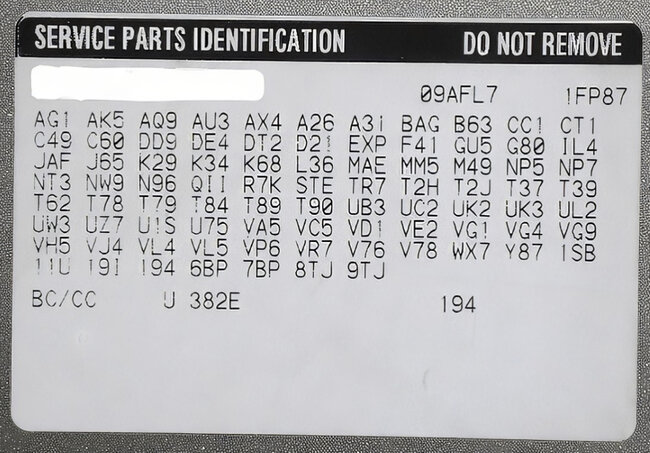 SERVICE PARTS IDENTIFICATION DO NOT REMOVE
09AFL7 1FP87
AG1 AK5 AQ9 AU3 AX4 A26 A31 BAG B63 CC1 CT1
C49 C60 DD9 DE4 DT2 D21 EXP F41 GU5 G80 IL4
JAF J65 K29 K34 K68 L36 MAE MM5 M49 NP5 NP7
NT3 NW9 N96 QII R7K STE TR7 T2H T2J T37 T39
T62 T78 T79 T84 T89 T90 UB3 UC2 UK2 UK3 UL2
UW3 UZ7 U1S U75 VA5 VC5 VD1 VE2 VG1 VG4 VG9
VH5 VJ4 VL4 VL5 VP6 VR7 V76 V78 WX7 Y87 1SB
11U 19I 194 6BP 7BP 8TJ 9TJ
BC/CC U 382E 194